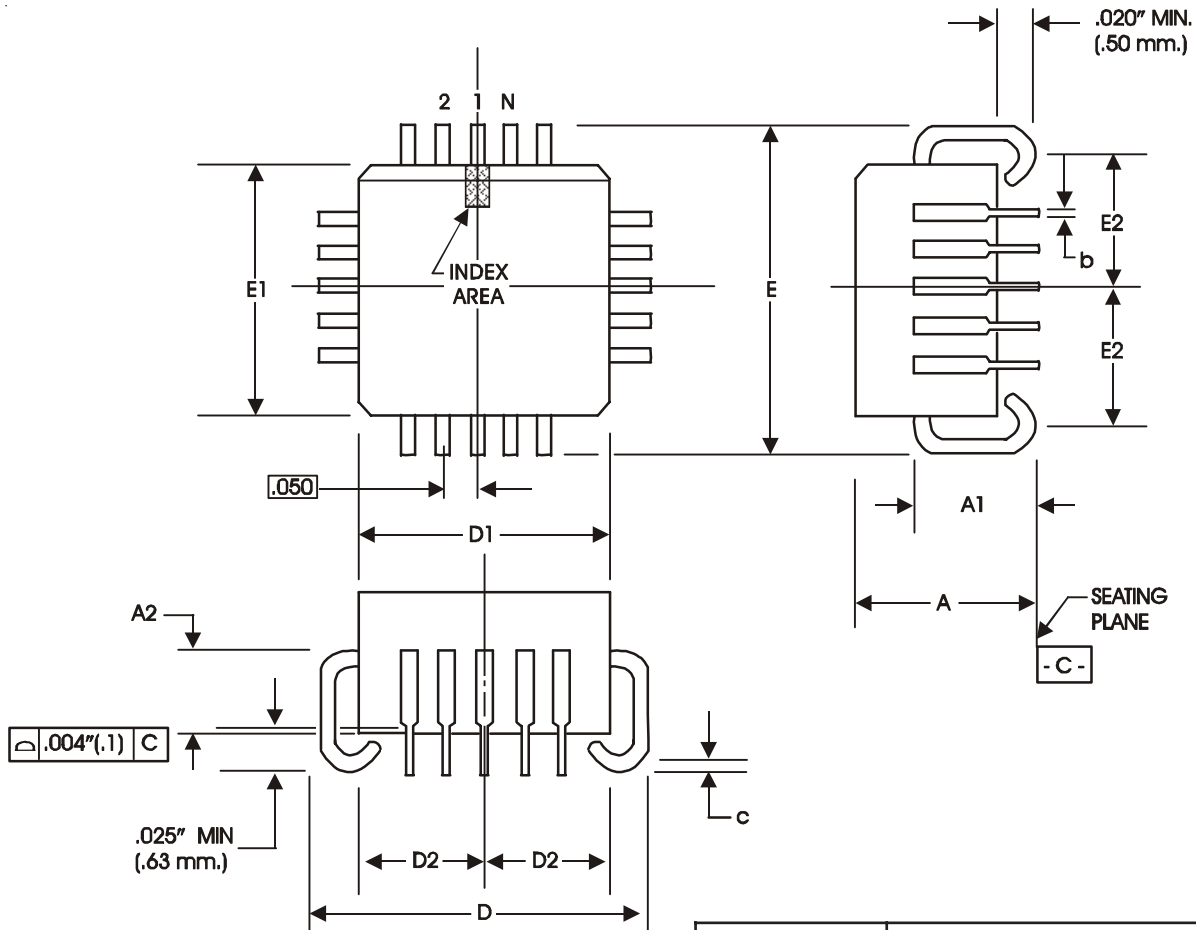 .020" MIN.
(.50 mm.)
2 1 N
INDEX
AREA
E1
E
E2
b
E2
.050
D1
A1
A
SEATING
PLANE
- C -
A2
⌓ .004"(.1) C
.025" MIN
(.63 mm.)
c
D2 D2
D